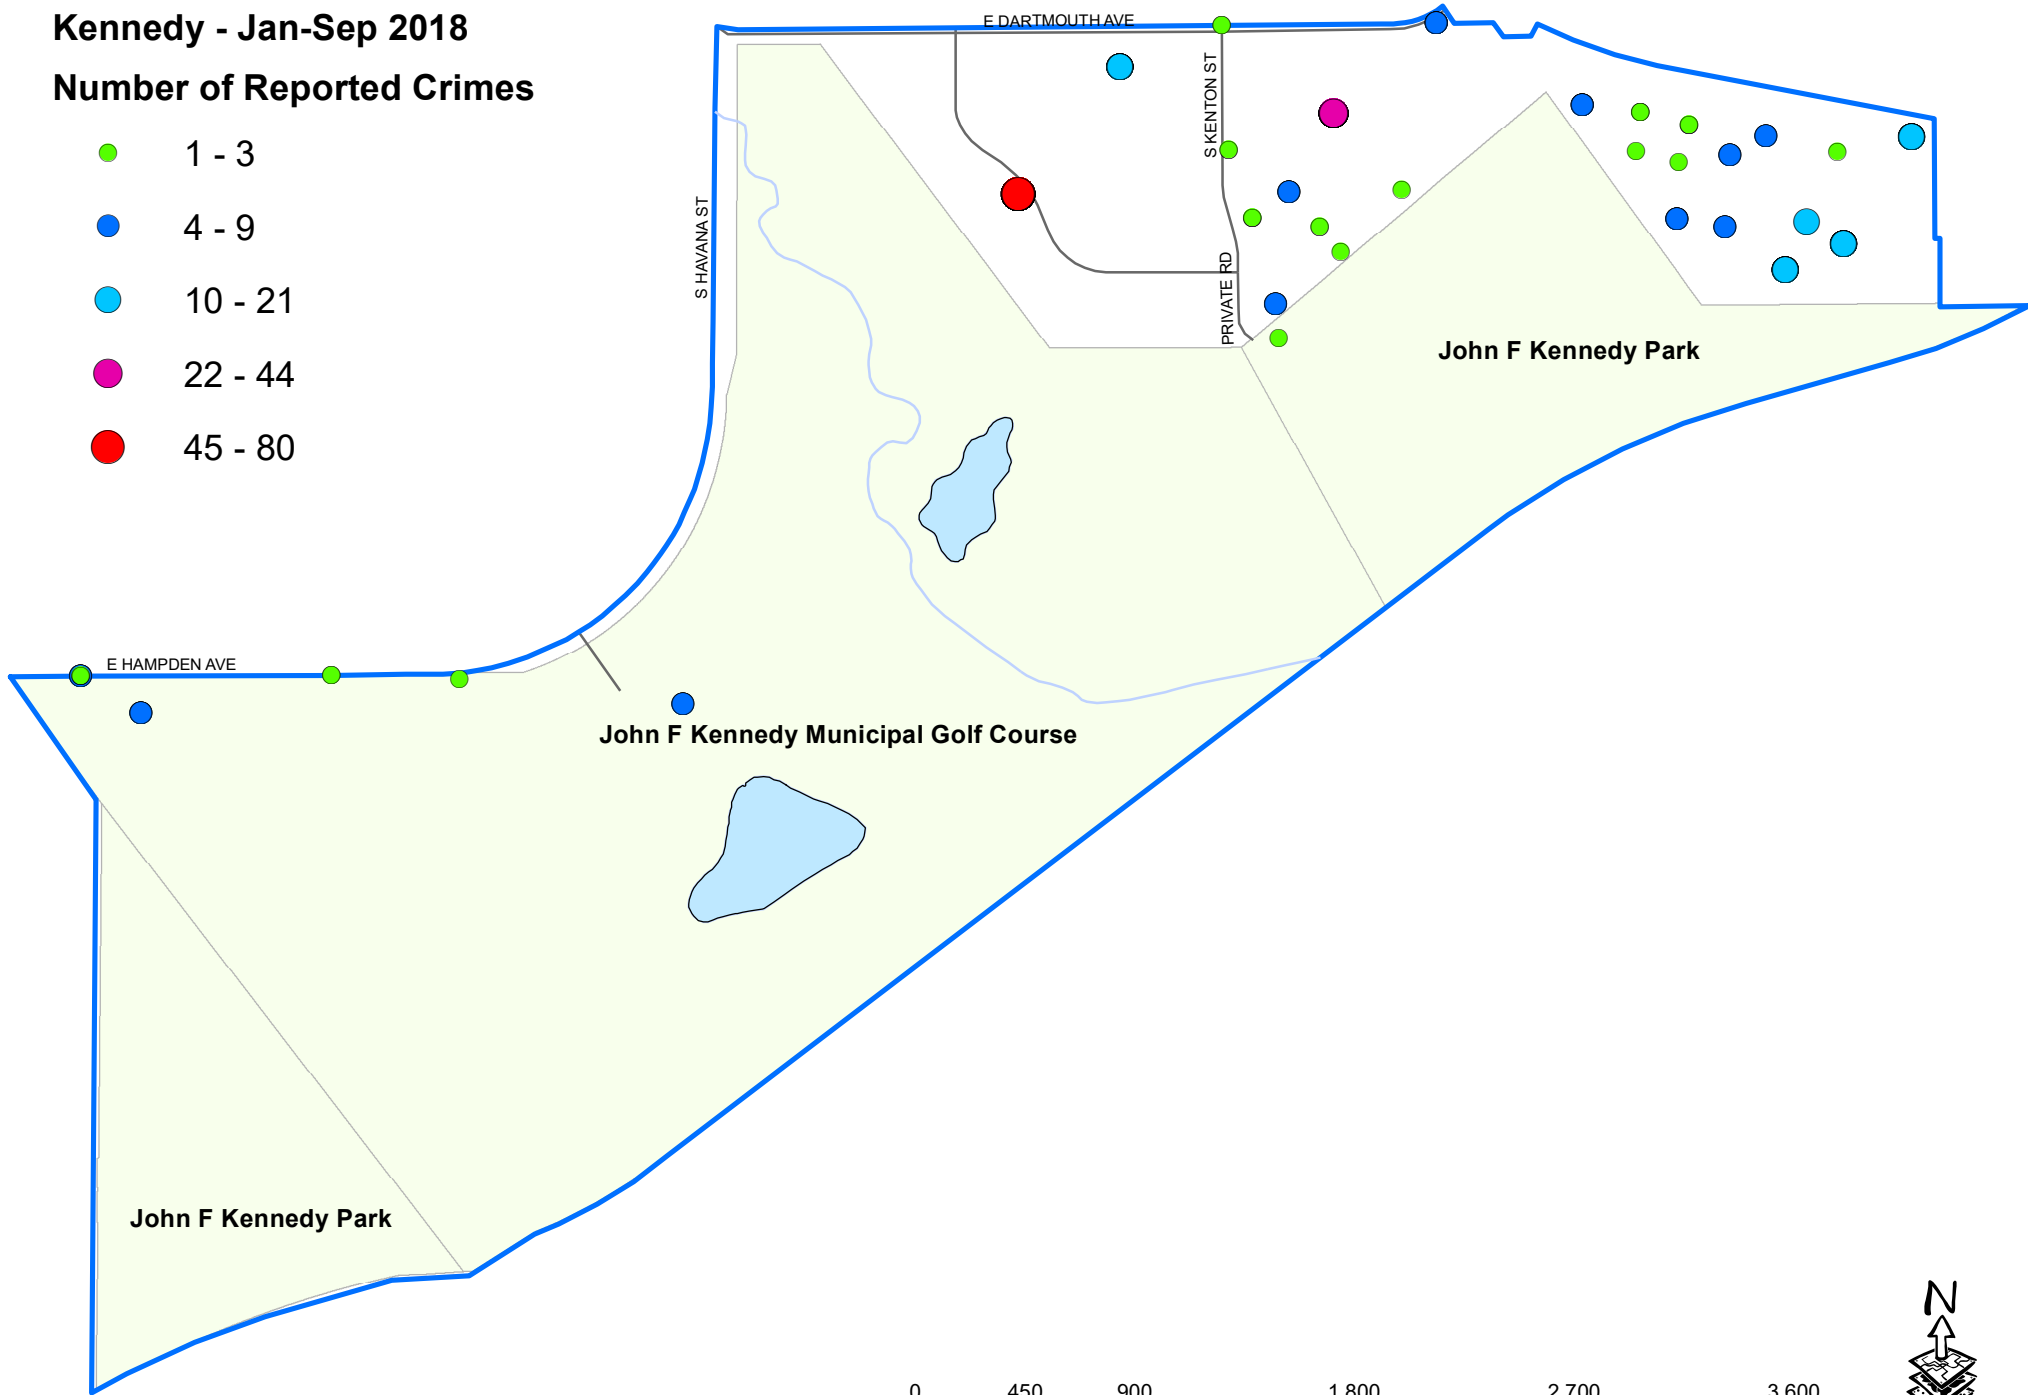 Kennedy - Jan-Sep 2018
Number of Reported Crimes
1 - 3
4 - 9
10 - 21
22 - 44
45 - 80
E DARTMOUTH AVE
S KENTON ST
S HAVANA ST
PRIVATE RD
John F Kennedy Park
E HAMPDEN AVE
John F Kennedy Municipal Golf Course
John F Kennedy Park
N
0 450 900 1,800 2,700 3,600